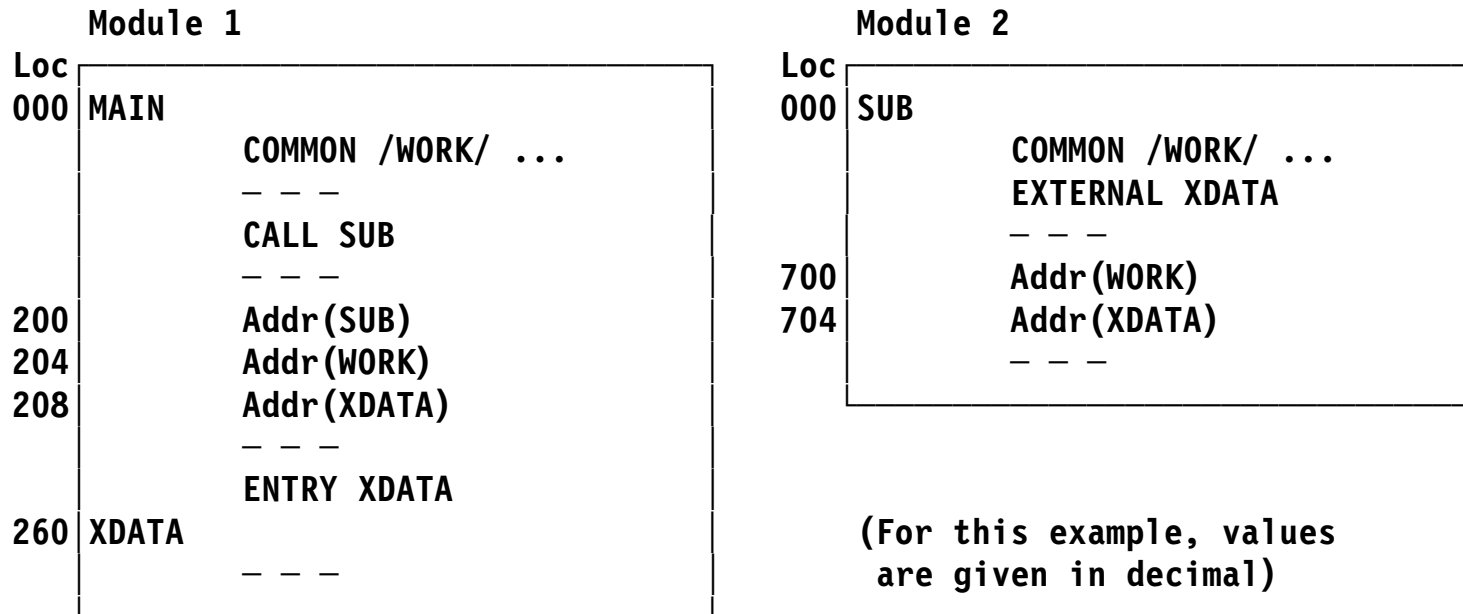 Module 1
Loc
000 MAIN
COMMON /WORK/ ...
— — —
CALL SUB
— — —
200 Addr(SUB)
204 Addr(WORK)
208 Addr(XDATA)
— — —
ENTRY XDATA
260 XDATA
— — —
Module 2
Loc
000 SUB
COMMON /WORK/ ...
EXTERNAL XDATA
— — —
700 Addr(WORK)
704 Addr(XDATA)
— — —
(For this example, values
are given in decimal)